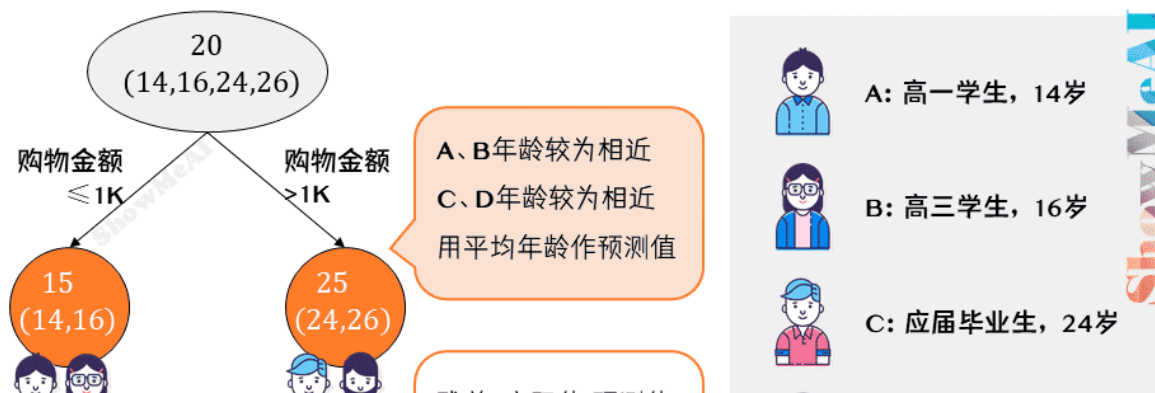 20
(14,16,24,26)
购物金额
≤1K
购物金额
>1K
15
(14,16)
25
(24,26)
A、B年龄较为相近
C、D年龄较为相近
用平均年龄作预测值
A: 高一学生，14岁
B: 高三学生，16岁
C: 应届毕业生，24岁
ShowMeAI
ShowMeAI